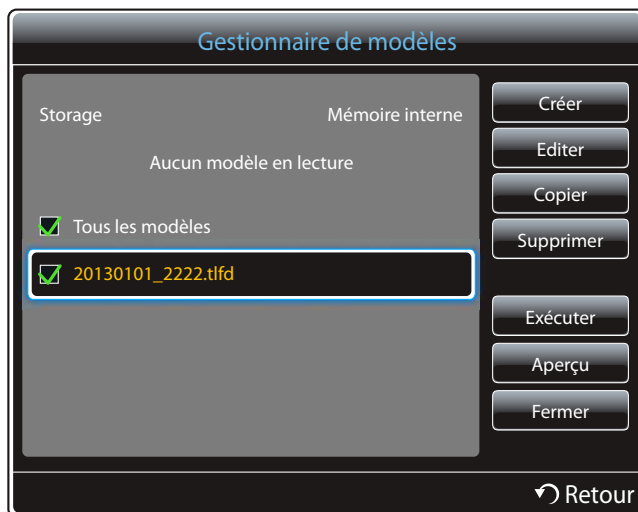 Gestionnaire de modèles
Storage Mémoire interne
Aucun modèle en lecture
Tous les modèles
20130101_2222.tlfd
Créer
Editer
Copier
Supprimer
Exécuter
Aperçu
Fermer
Retour